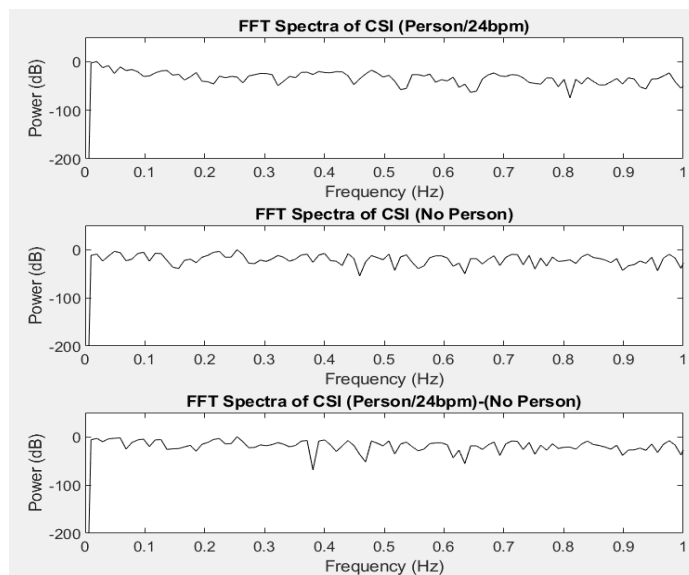 FFT Spectra of CSI (Person/24bpm)
0
-100
-200
Power (dB)
0 0.1 0.2 0.3 0.4 0.5 0.6 0.7 0.8 0.9 1
Frequency (Hz)
FFT Spectra of CSI (No Person)
0
-100
-200
Power (dB)
0 0.1 0.2 0.3 0.4 0.5 0.6 0.7 0.8 0.9 1
Frequency (Hz)
FFT Spectra of CSI (Person/24bpm)-(No Person)
0
-100
-200
Power (dB)
0 0.1 0.2 0.3 0.4 0.5 0.6 0.7 0.8 0.9 1
Frequency (Hz)